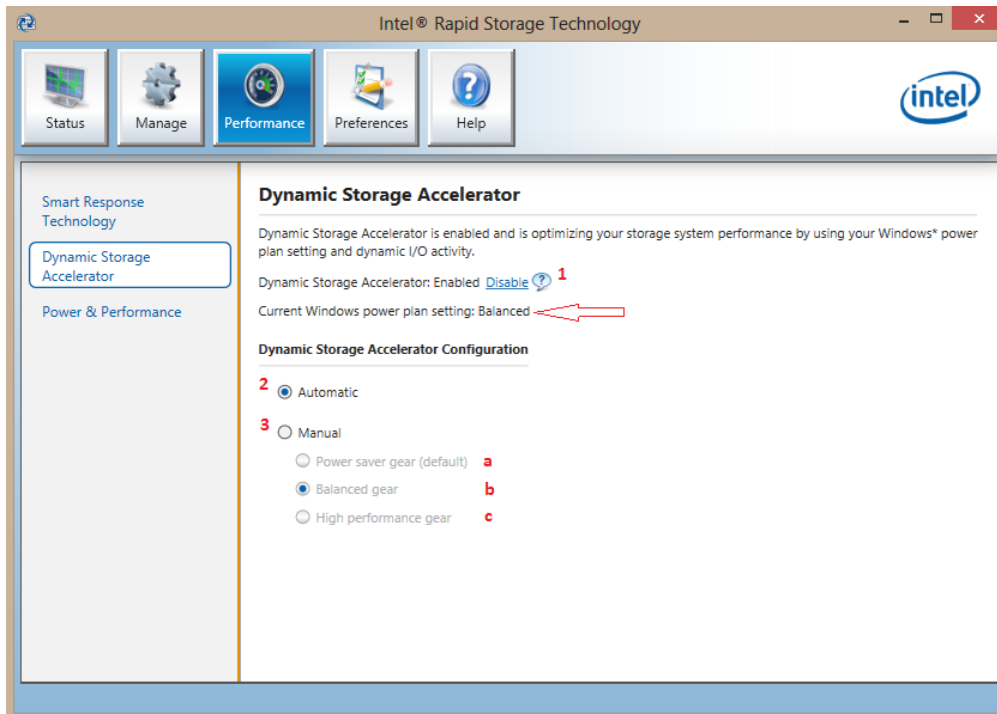 Intel® Rapid Storage Technology
Status
Manage
Performance
Preferences
Help
intel
Smart Response
Technology
Dynamic Storage
Accelerator
Power & Performance
Dynamic Storage Accelerator
Dynamic Storage Accelerator is enabled and is optimizing your storage system performance by using your Windows* power
plan setting and dynamic I/O activity.
Dynamic Storage Accelerator: Enabled Disable ? 1
Current Windows power plan setting: Balanced
Dynamic Storage Accelerator Configuration
2 Automatic
3 Manual
Power saver gear (default) a
Balanced gear b
High performance gear c